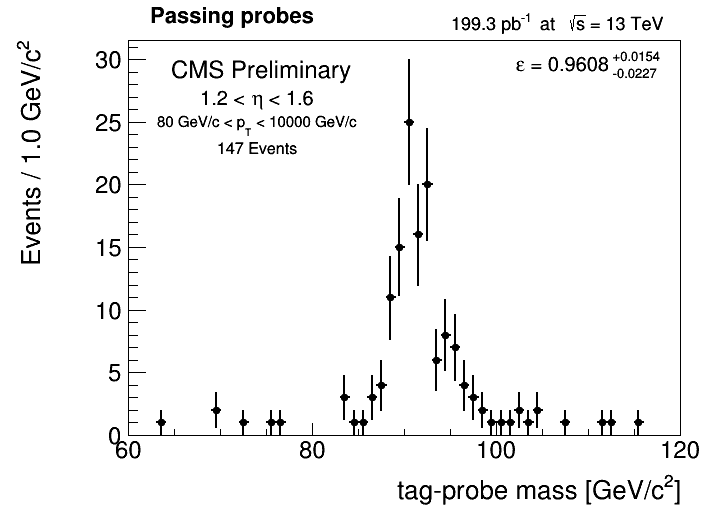 Passing probes
199.3 pb⁻¹ at √s = 13 TeV
CMS Preliminary
1.2 < η < 1.6
80 GeV/c < p_T < 10000 GeV/c
147 Events
ε = 0.9608 +0.0154 -0.0227
Events / 1.0 GeV/c²
30
25
20
15
10
5
0
60 80 100 120
tag-probe mass [GeV/c²]